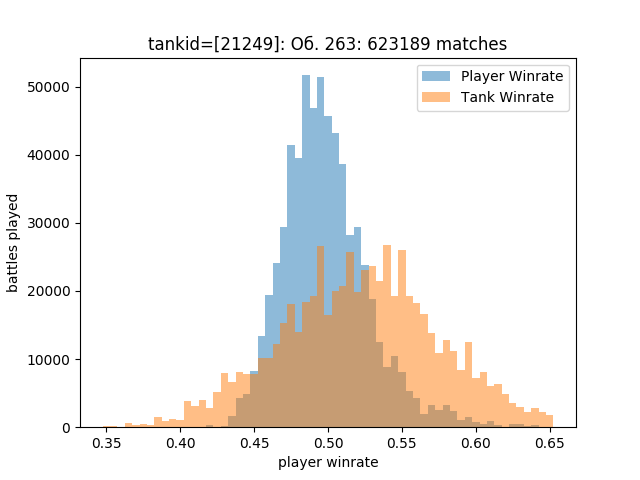 tankid=[21249]: Об. 263: 623189 matches
Player Winrate
Tank Winrate
50000
40000
30000
20000
10000
0
battles played
0.35 0.40 0.45 0.50 0.55 0.60 0.65
player winrate